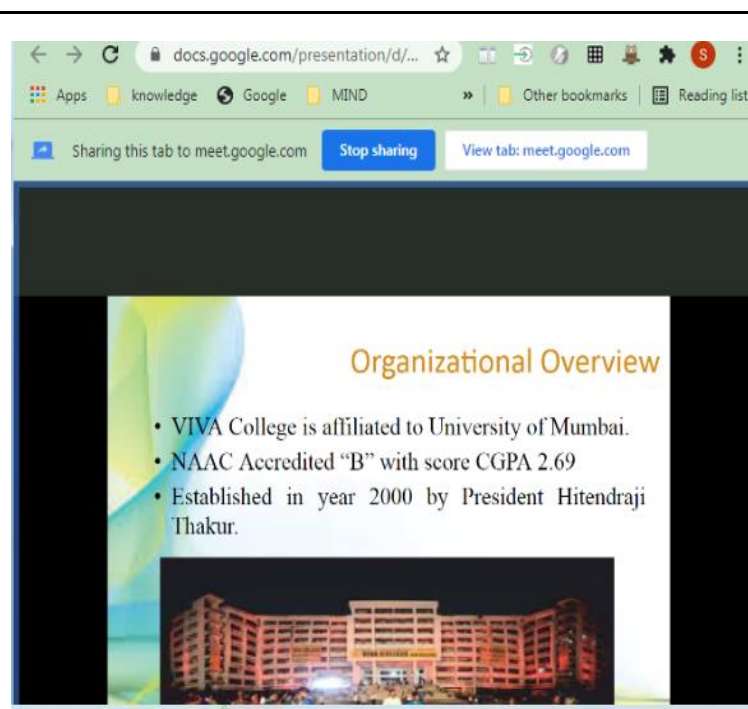 docs.google.com/presentation/d/... S
Apps knowledge Google MIND » Other bookmarks Reading list
Sharing this tab to meet.google.com Stop sharing View tab: meet.google.com
Organizational Overview
• VIVA College is affiliated to University of Mumbai.
• NAAC Accredited “B” with score CGPA 2.69
• Established in year 2000 by President Hitendraji
Thakur.
VIVA COLLEGE